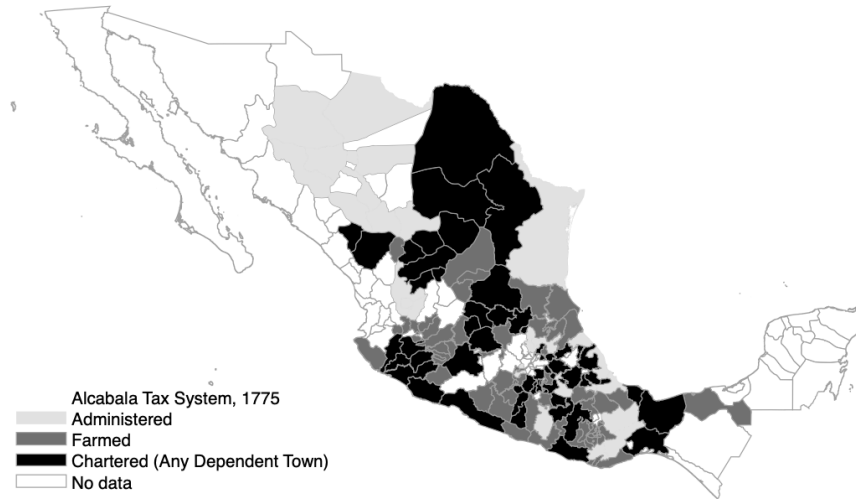 Alcabala Tax System, 1775
Administered
Farmed
Chartered (Any Dependent Town)
No data